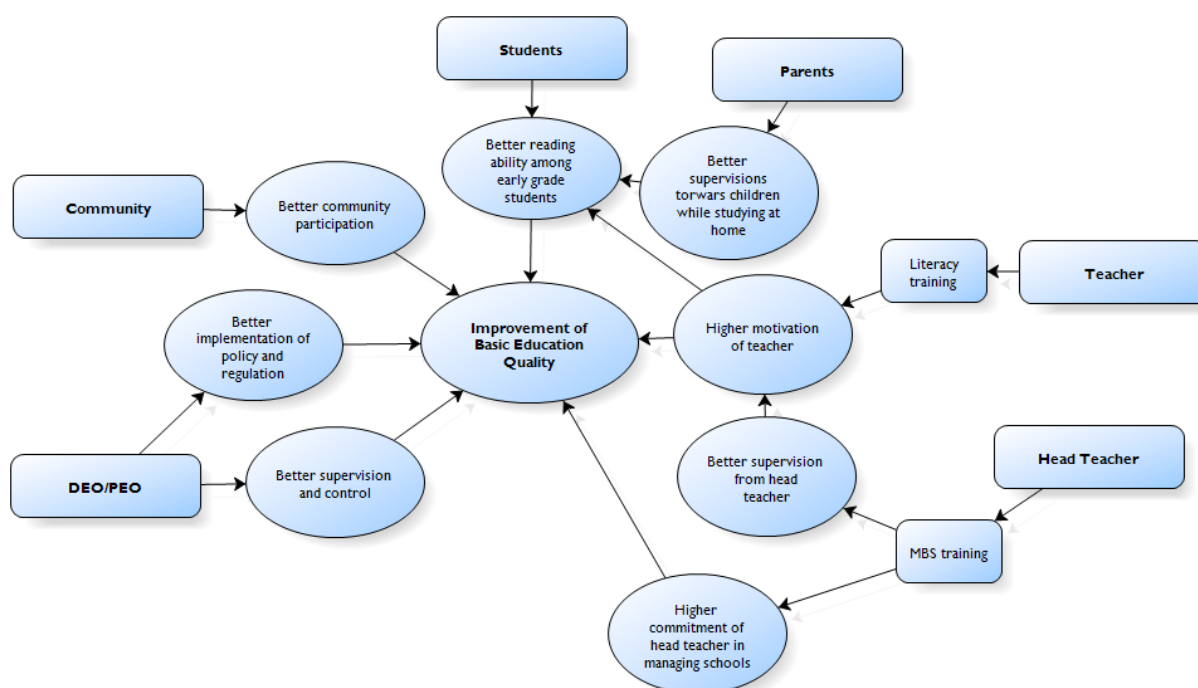 Students
Parents
Better reading
ability among
early grade
students
Better
supervisions
torwars children
while studying at
home
Community
Better community
participation
Literacy
training
Teacher
Better
implementation of
policy and
regulation
Improvement of
Basic Education
Quality
Higher motivation
of teacher
DEO/PEO
Better supervision
and control
Better supervision
from head
teacher
Head Teacher
MBS training
Higher
commitment of
head teacher in
managing schools